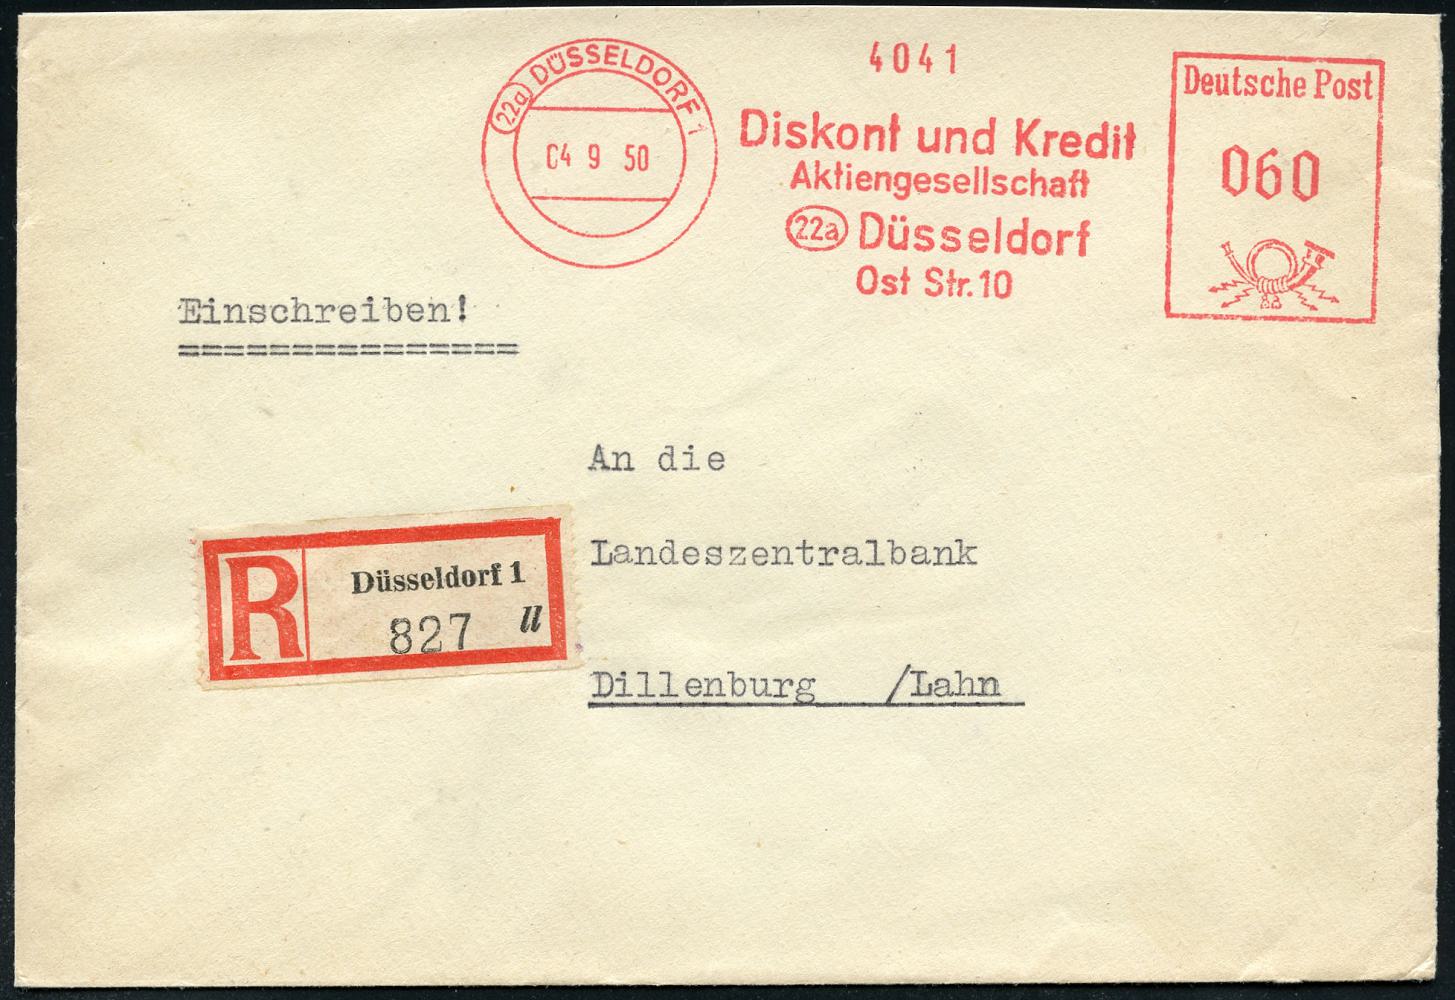 22a DÜSSELDORF 1
04 9 50
4041
Diskont und Kredit
Aktiengesellschaft
22a Düsseldorf
Ost Str. 10
Deutsche Post
060
Einschreiben!
===============
An die
Landeszentralbank
R Düsseldorf 1
827 ll
Dillenburg /Lahn